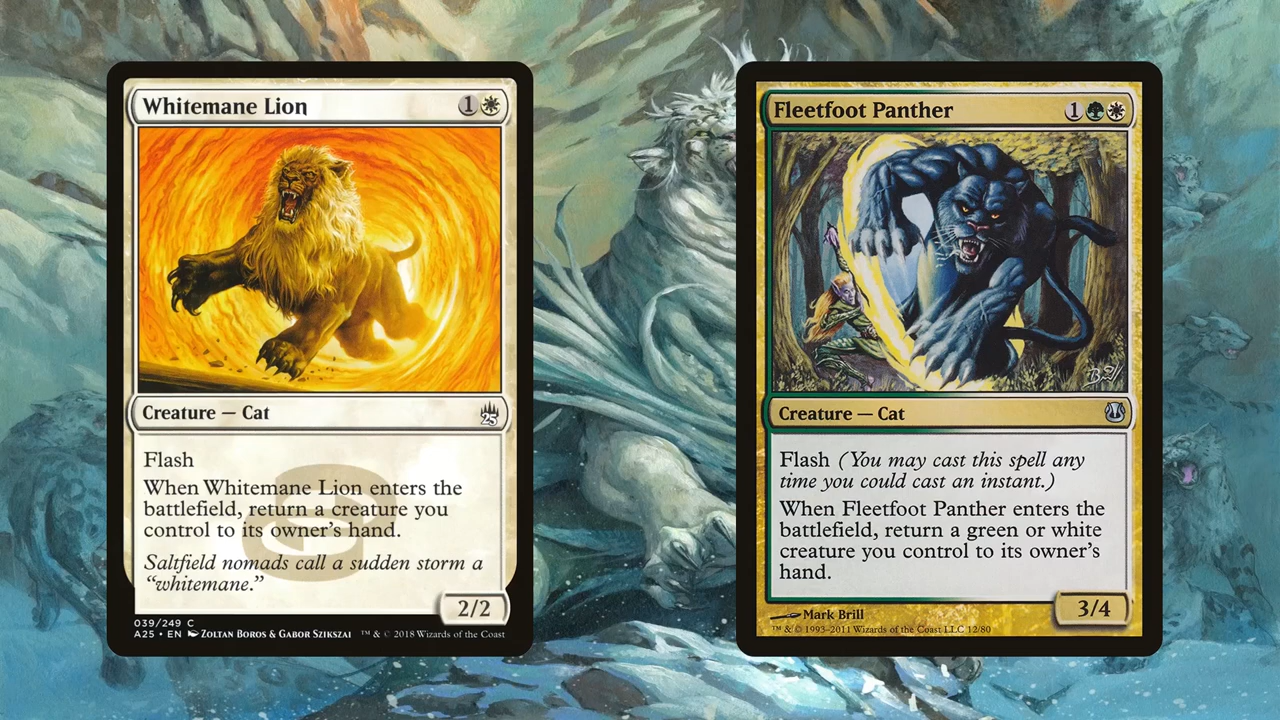 Whitemane Lion
1
Creature — Cat
25
Flash
When Whitemane Lion enters the
battlefield, return a creature you
control to its owner's hand.
Saltfield nomads call a sudden storm a
“whitemane.”
2/2
039/249 C
A25 • EN Zoltan Boros & Gabor Szikszai ™ & © 2018 Wizards of the Coast
Fleetfoot Panther
1
Creature — Cat
Flash (You may cast this spell any
time you could cast an instant.)
When Fleetfoot Panther enters the
battlefield, return a green or white
creature you control to its owner's
hand.
3/4
Mark Brill
™ & © 1993–2011 Wizards of the Coast LLC 12/80